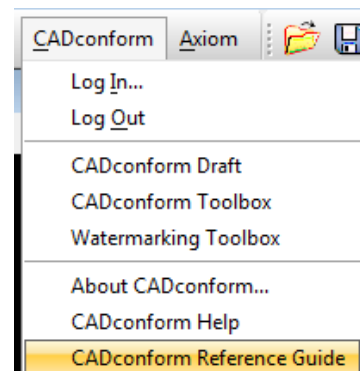 CADconform Axiom
Log In...
Log Out
CADconform Draft
CADconform Toolbox
Watermarking Toolbox
About CADconform...
CADconform Help
CADconform Reference Guide